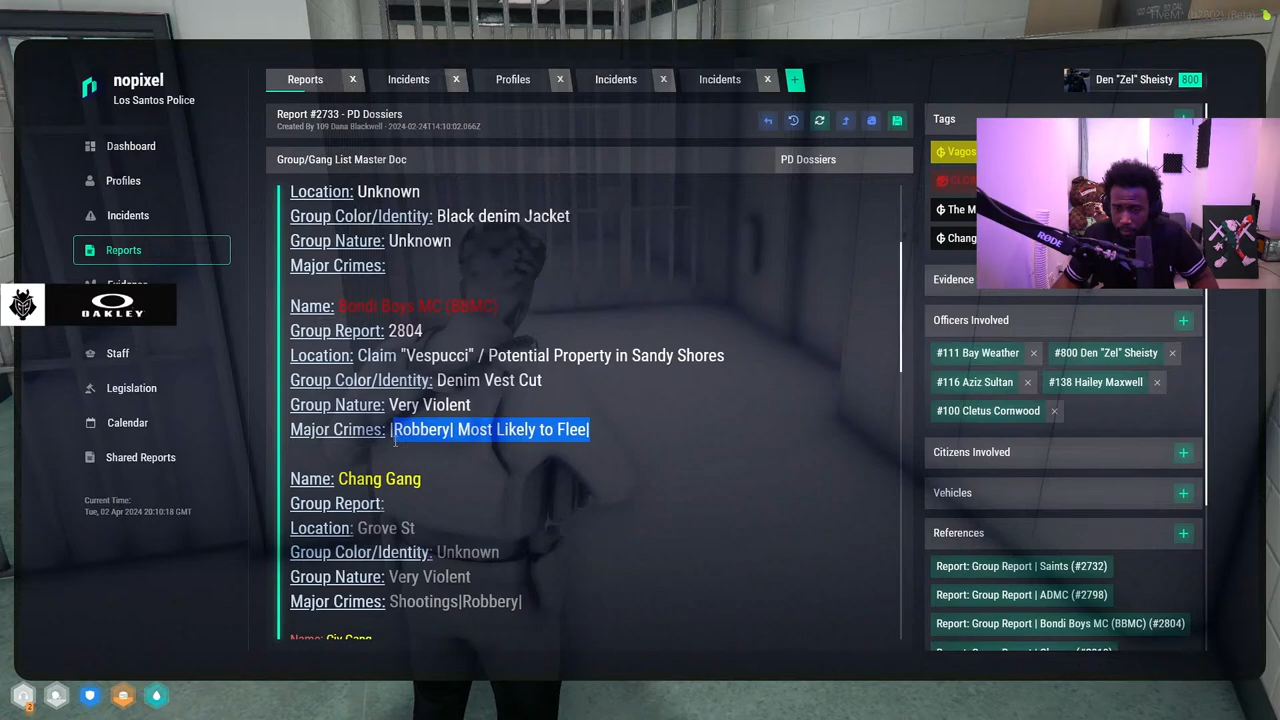 FiveM
nopixel
Los Santos Police
Dashboard
Profiles
Incidents
Reports
OAKLEY
Staff
Legislation
Calendar
Shared Reports
Current Time:
Tue, 02 Apr 2024 20:10:18 GMT
Reports x Incidents x Profiles x Incidents x Incidents x +
Report #2733 - PD Dossiers
Created By 109 Dana Blackwell - 2024-02-24T14:10:02.066Z
Group/Gang List Master Doc
PD Dossiers
Location: Unknown
Group Color/Identity: Black denim Jacket
Group Nature: Unknown
Major Crimes:
Name: Bondi Boys MC (BBMC)
Group Report: 2804
Location: Claim "Vespucci" / Potential Property in Sandy Shores
Group Color/Identity: Denim Vest Cut
Group Nature: Very Violent
Major Crimes: |Robbery| Most Likely to Flee|
Name: Chang Gang
Group Report:
Location: Grove St
Group Color/Identity: Unknown
Group Nature: Very Violent
Major Crimes: Shootings|Robbery|
Den "Zel" Sheisty 800
Tags
Vagos
The M
Chang
RØDE
Evidence
Officers Involved +
#111 Bay Weather x #800 Den "Zel" Sheisty x
#116 Aziz Sultan x #138 Hailey Maxwell x
#100 Cletus Cornwood x
Citizens Involved +
Vehicles +
References +
Report: Group Report | Saints (#2732)
Report: Group Report | ADMC (#2798)
Report: Group Report | Bondi Boys MC (BBMC) (#2804)
2